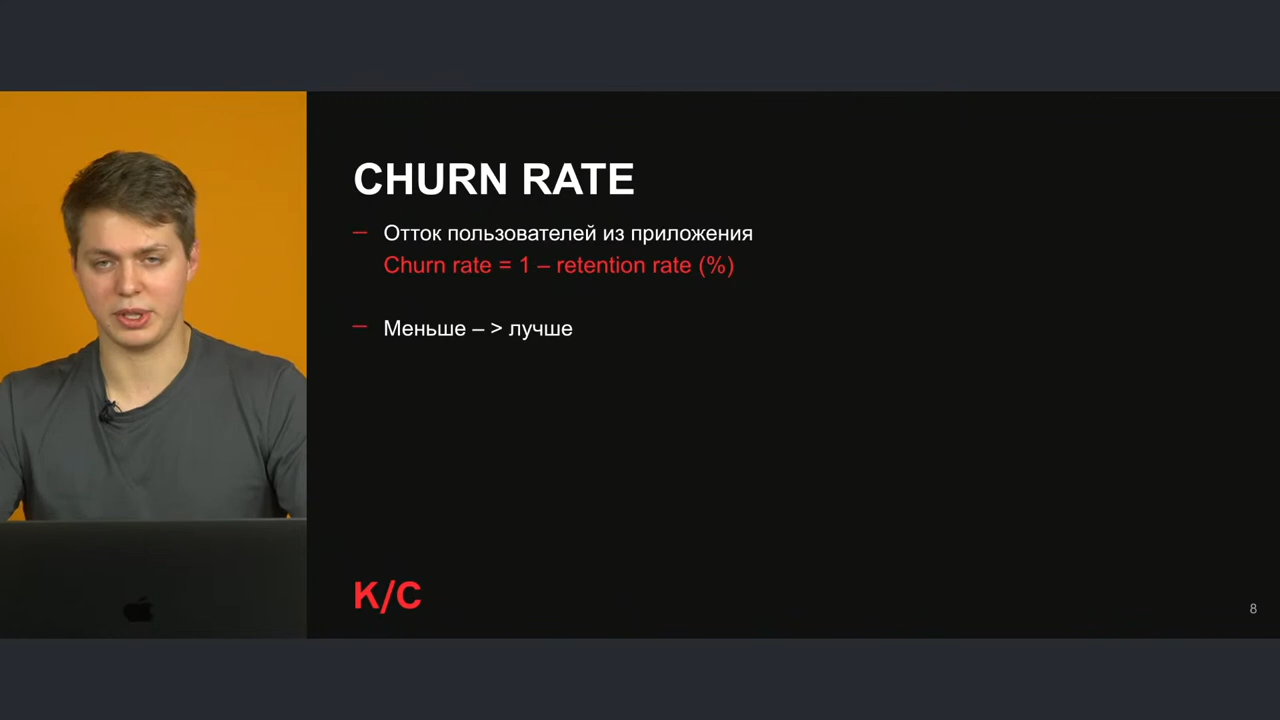 CHURN RATE
– Отток пользователей из приложения
Churn rate = 1 – retention rate (%)
– Меньше – > лучше
K/C
8